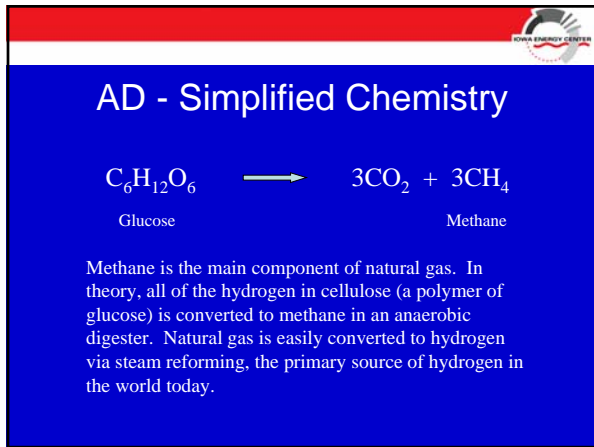 IOWA ENERGY CENTER
AD - Simplified Chemistry
C₆H₁₂O₆ ⟶ 3CO₂ + 3CH₄
Glucose Methane
Methane is the main component of natural gas. In
theory, all of the hydrogen in cellulose (a polymer of
glucose) is converted to methane in an anaerobic
digester. Natural gas is easily converted to hydrogen
via steam reforming, the primary source of hydrogen in
the world today.